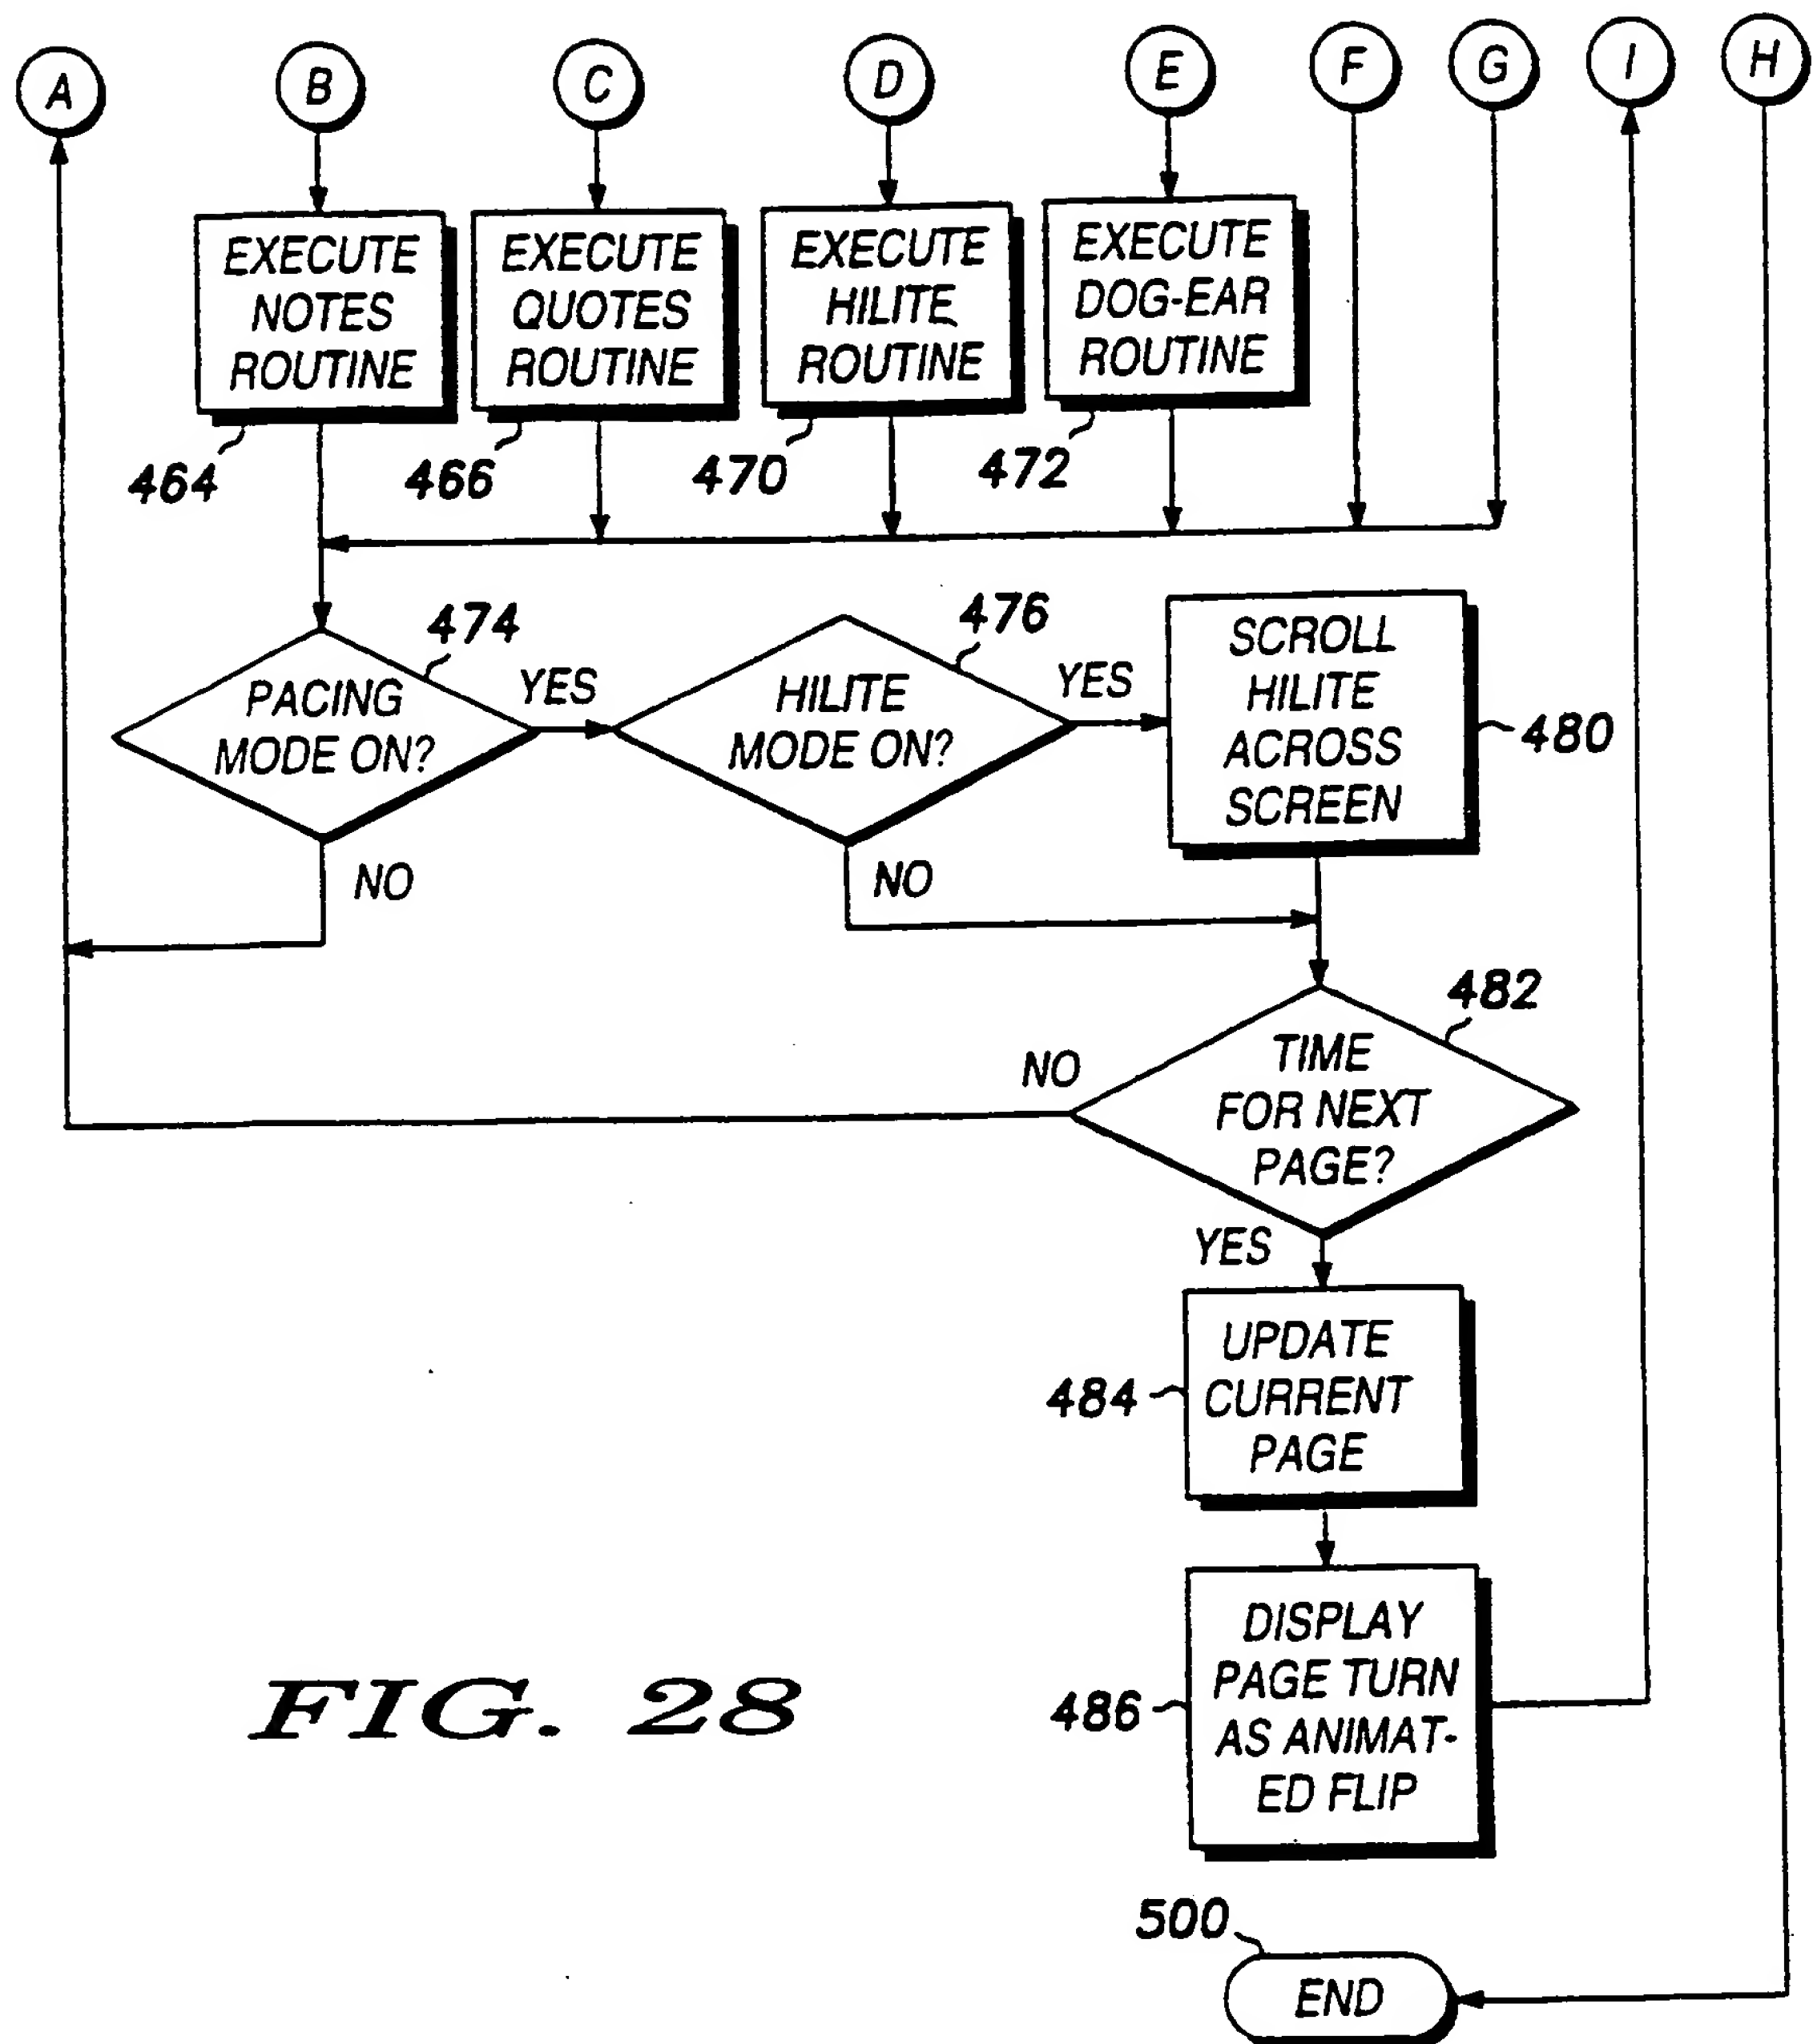 A
B
C
D
E
F
G
I
H
EXECUTE
NOTES
ROUTINE
464
EXECUTE
QUOTES
ROUTINE
466
EXECUTE
HILITE
ROUTINE
470
EXECUTE
DOG-EAR
ROUTINE
472
PACING
MODE ON?
474
YES
NO
HILITE
MODE ON?
476
YES
NO
SCROLL
HILITE
ACROSS
SCREEN
480
TIME
FOR NEXT
PAGE?
482
NO
YES
UPDATE
CURRENT
PAGE
484
DISPLAY
PAGE TURN
AS ANIMAT-
ED FLIP
486
FIG. 28
500
END